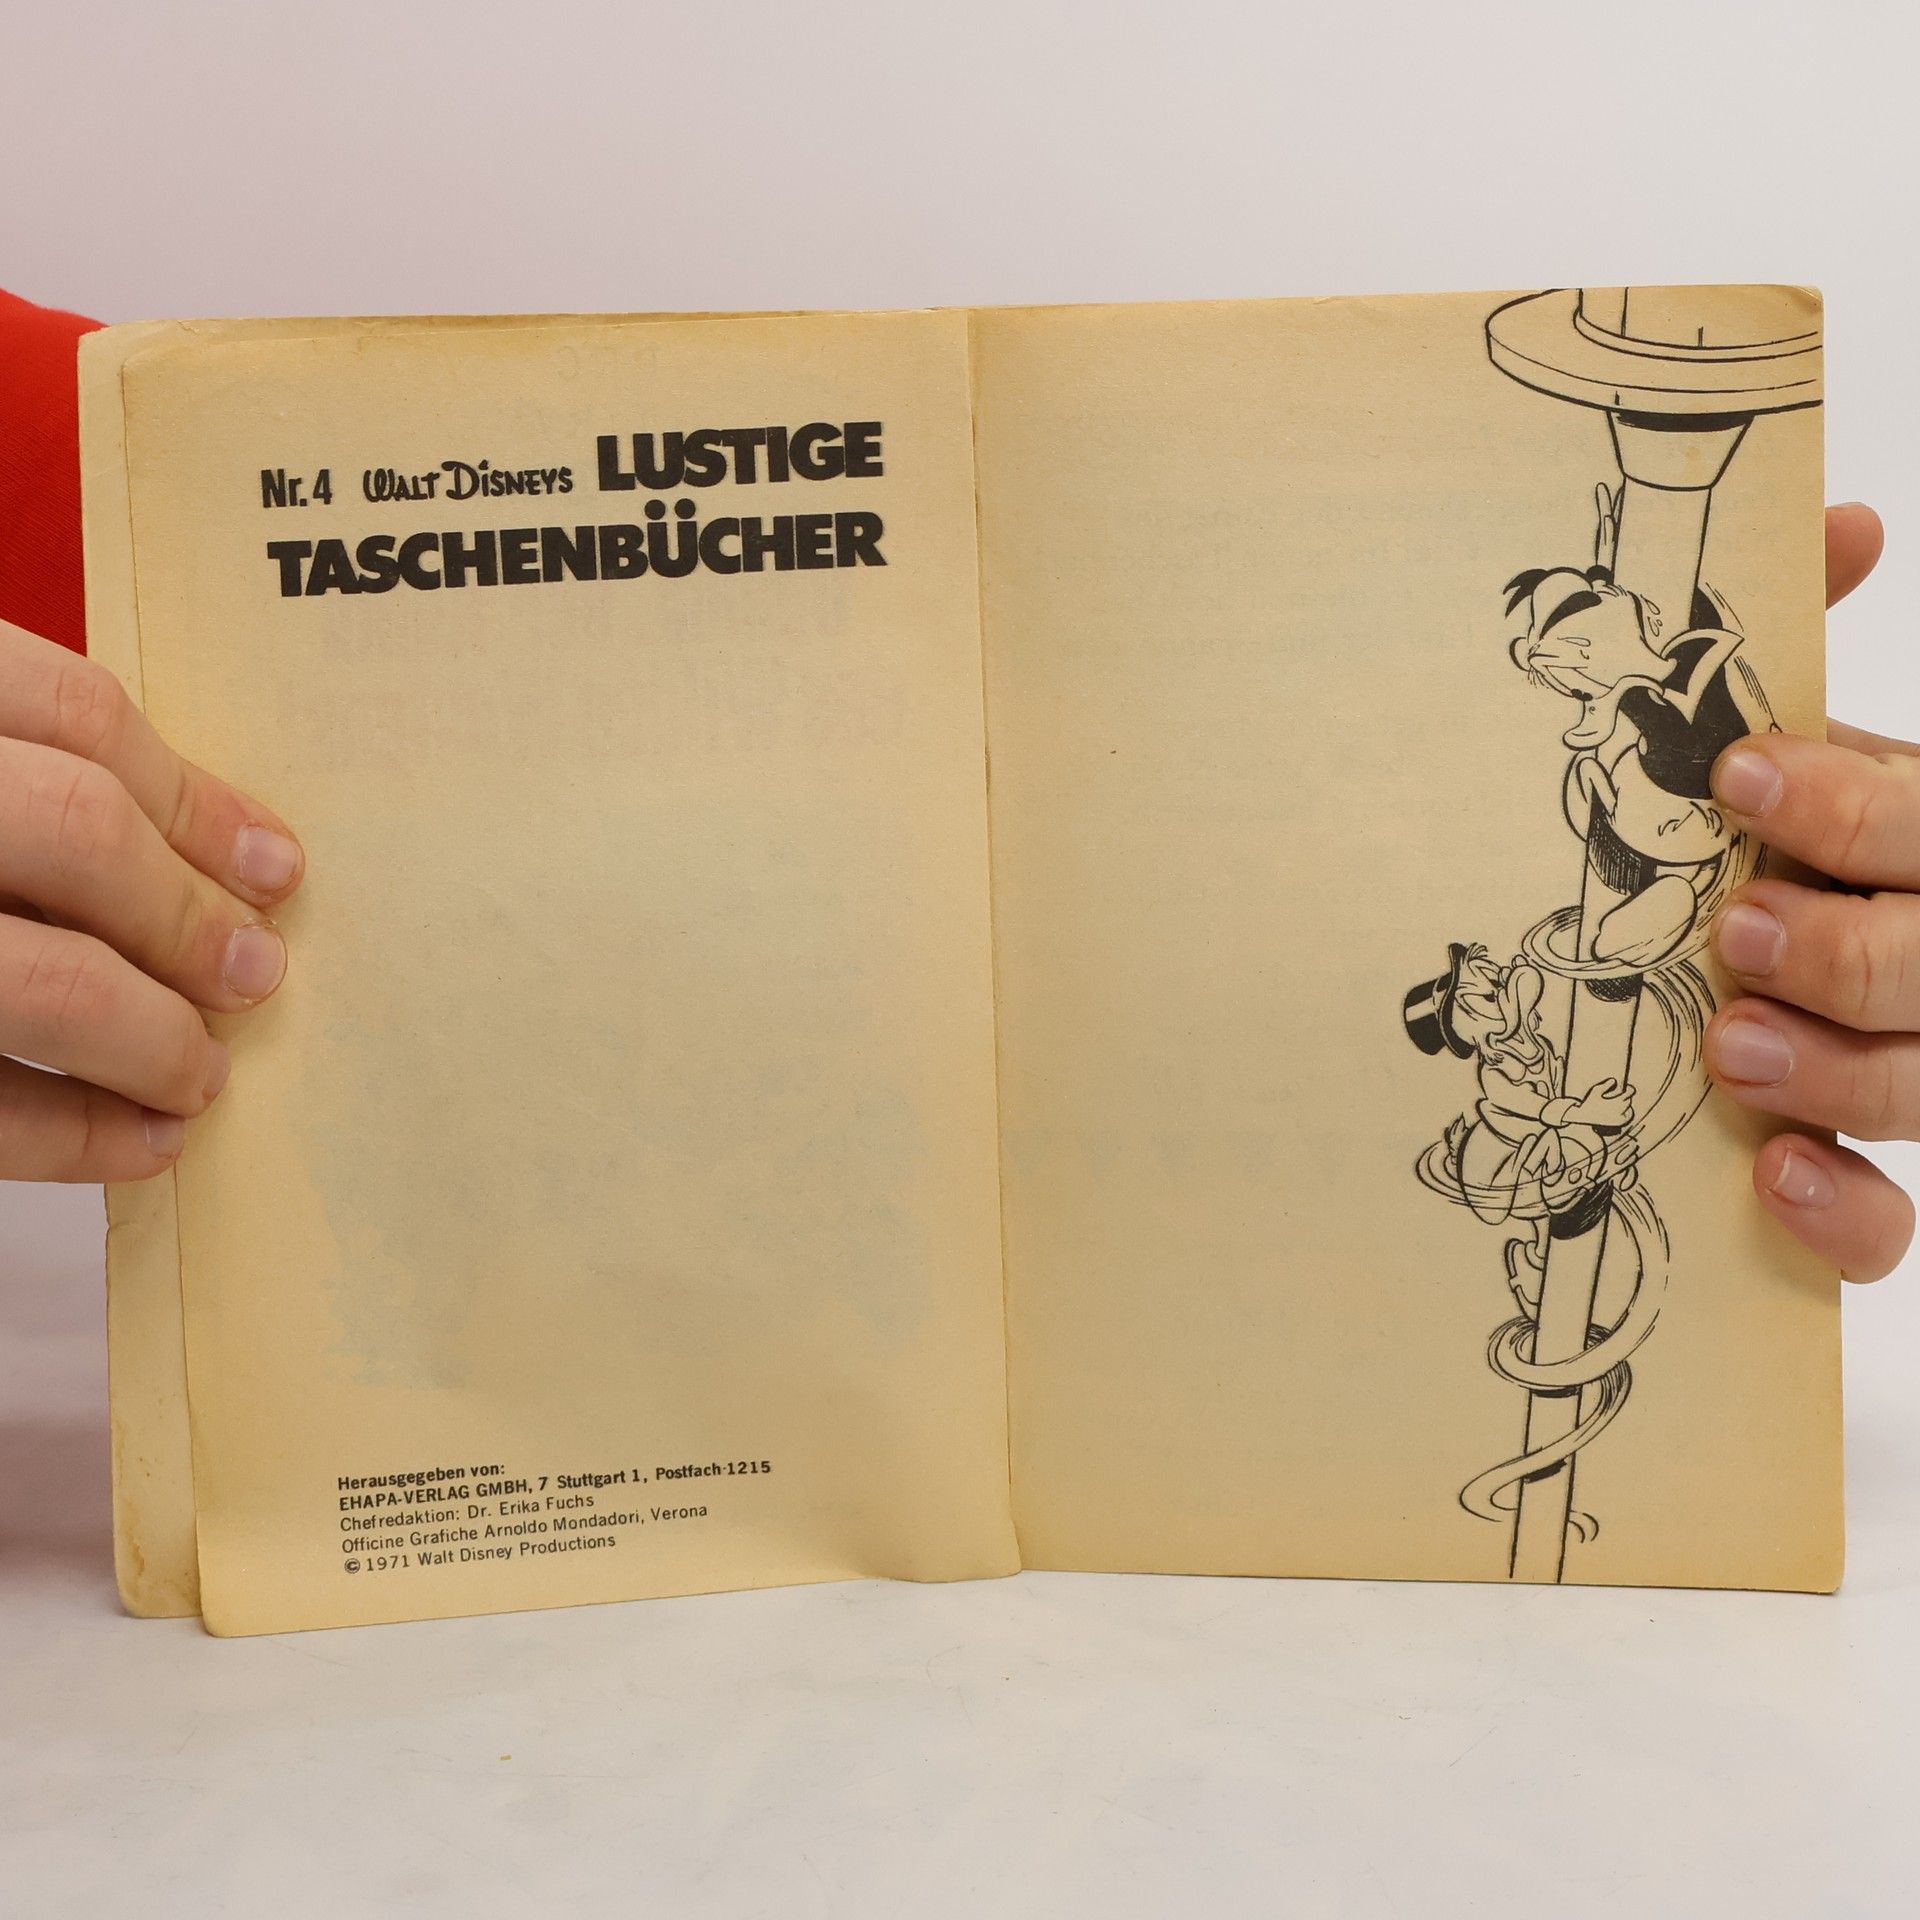 Nr. 4 WALT DISNEYS LUSTIGE
TASCHENBÜCHER
Herausgegeben von:
EHAPA-VERLAG GMBH, 7 Stuttgart 1, Postfach 1215
Chefredaktion: Dr. Erika Fuchs
Officine Grafiche Arnoldo Mondadori, Verona
© 1971 Walt Disney Productions